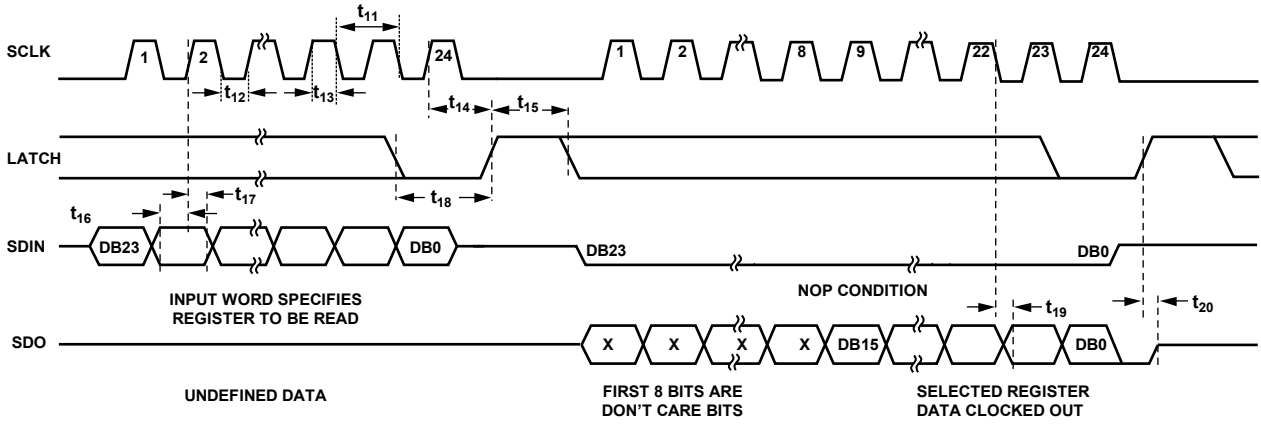 t11
SCLK
1
2
24
1
2
8
9
22
23
24
t12
t13
t14
t15
LATCH
t16
t17
t18
SDIN
DB23
DB0
DB23
DB0
INPUT WORD SPECIFIES
REGISTER TO BE READ
NOP CONDITION
t19
t20
SDO
X
X
X
X
DB15
DB0
UNDEFINED DATA
FIRST 8 BITS ARE
DON'T CARE BITS
SELECTED REGISTER
DATA CLOCKED OUT